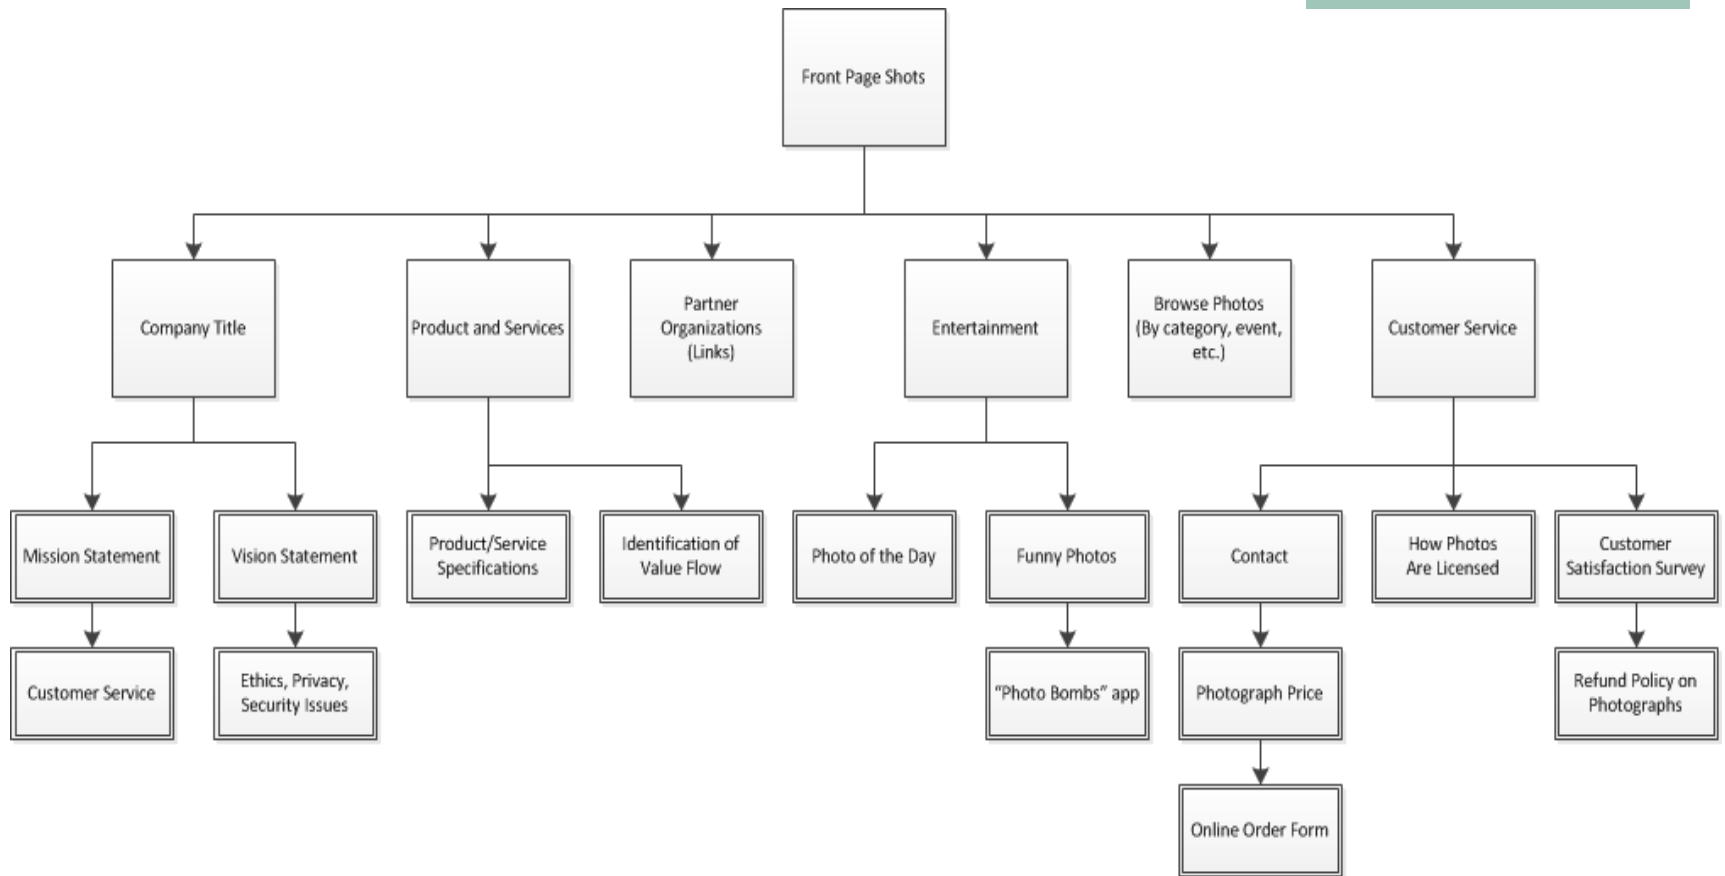 Front Page Shots
Company Title
Product and Services
Partner
Organizations
(Links)
Entertainment
Browse Photos
(By category, event,
etc.)
Customer Service
Mission Statement
Vision Statement
Product/Service
Specifications
Identification of
Value Flow
Photo of the Day
Funny Photos
Contact
How Photos
Are Licensed
Customer
Satisfaction Survey
Customer Service
Ethics, Privacy,
Security Issues
“Photo Bombs” app
Photograph Price
Refund Policy on
Photographs
Online Order Form